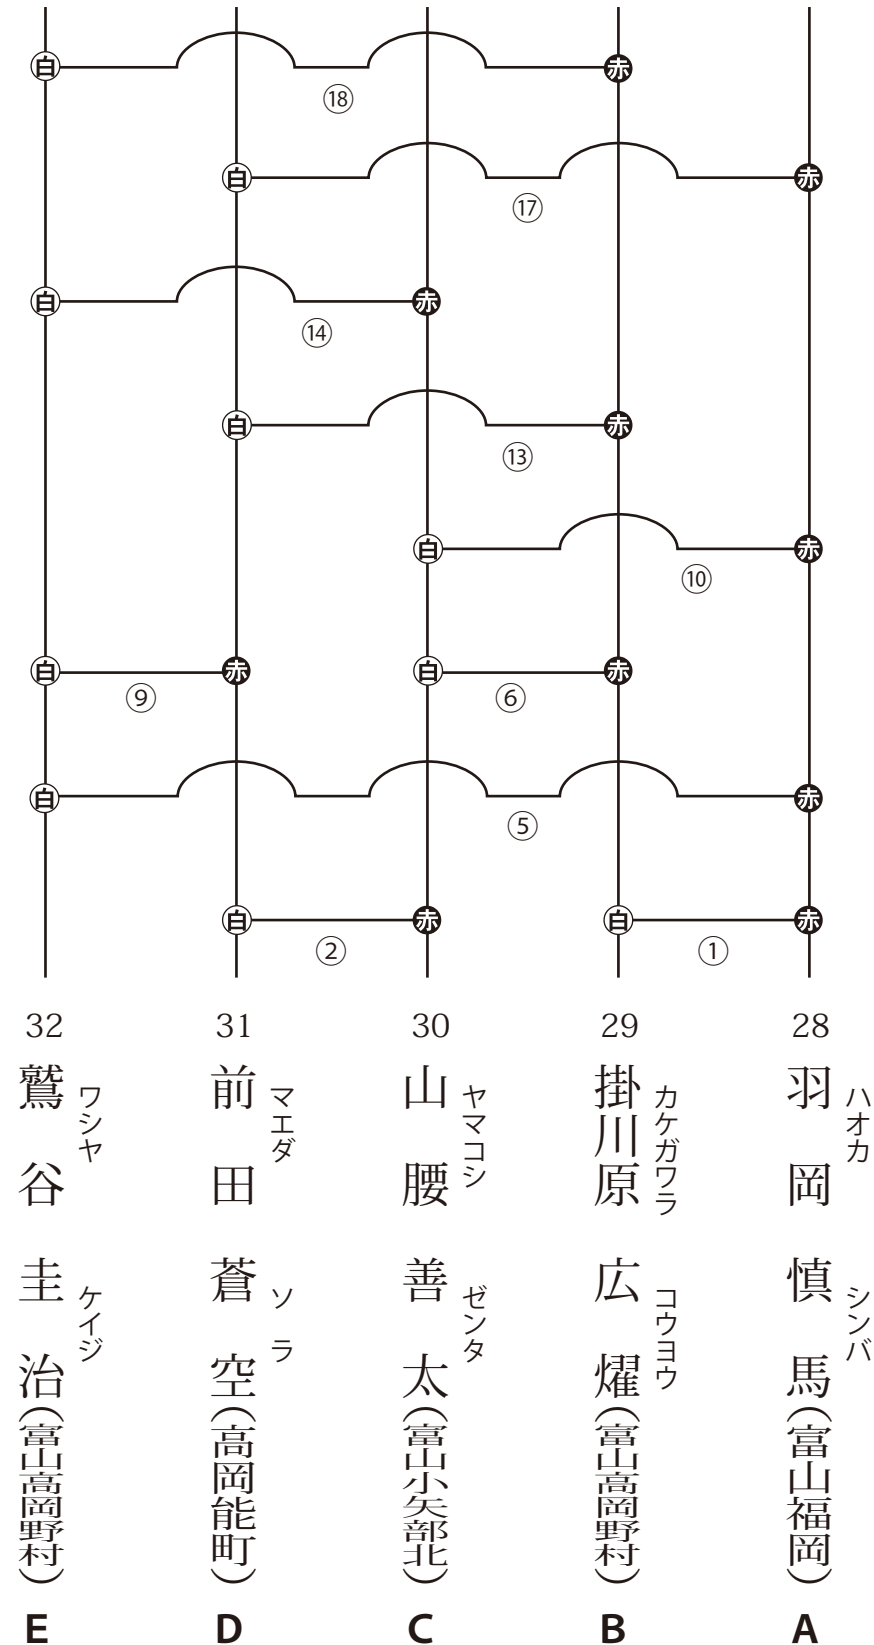 白 赤
⑱
白 赤
⑰
白 赤
⑭
白 赤
⑬
白 赤
⑩
白 赤 白 赤
⑨ ⑥
白 赤
⑤
白 赤 白 赤
② ①
28
羽岡 慎馬(富山福岡)
ハオカ シンバ
A
29
掛川原 広燿(富山高岡野村)
カケガワラ コウヨウ
B
30
山腰 善太(富山小矢部北)
ヤマコシ ゼンタ
C
31
前田 蒼空(高岡能町)
マエダ ソラ
D
32
鷲谷 圭治(富山高岡野村)
ワシヤ ケイジ
E